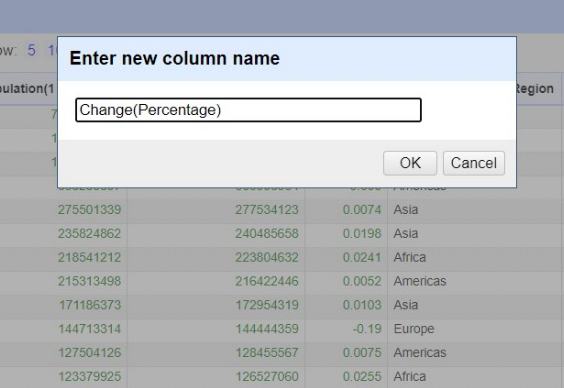 ow: 5 10
Enter new column name
ulation(1
Region
Change(Percentage)
OK Cancel
275501339 277534123 0.0074 Asia
235824862 240485658 0.0198 Asia
218541212 223804632 0.0241 Africa
215313498 216422446 0.0052 Americas
171186373 172954319 0.0103 Asia
144713314 144444359 -0.19 Europe
127504126 128455567 0.0075 Americas
123379925 126527060 0.0255 Africa